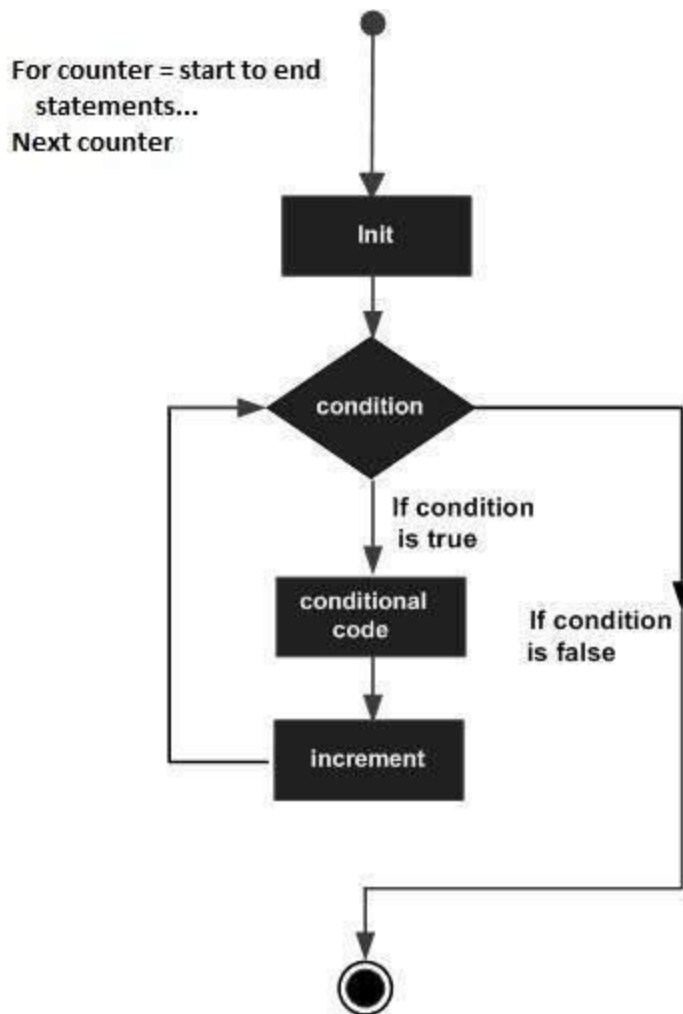 For counter = start to end
statements...
Next counter
Init
condition
If condition
is true
conditional
code
If condition
is false
increment